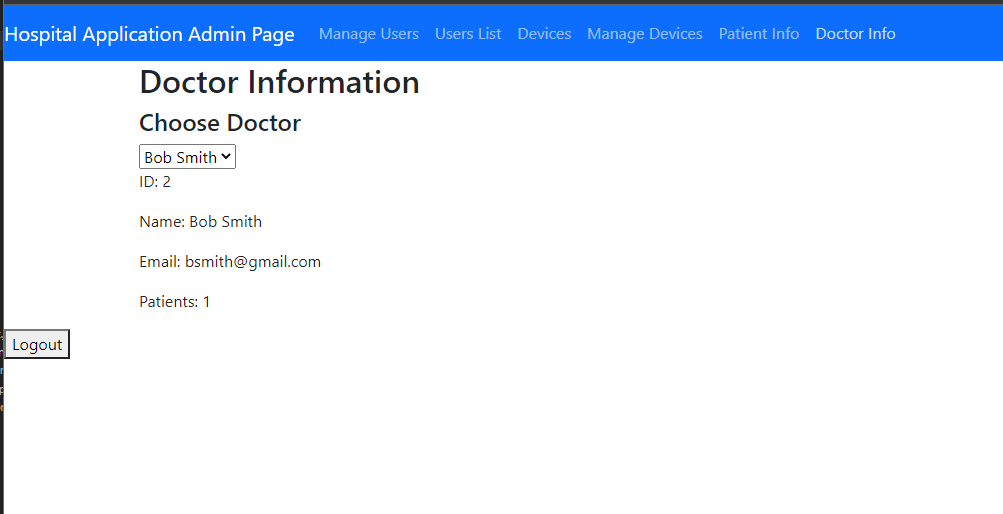 Hospital Application Admin Page Manage Users Users List Devices Manage Devices Patient Info Doctor Info
Doctor Information
Choose Doctor
Bob Smith
ID: 2
Name: Bob Smith
Email: bsmith@gmail.com
Patients: 1
Logout